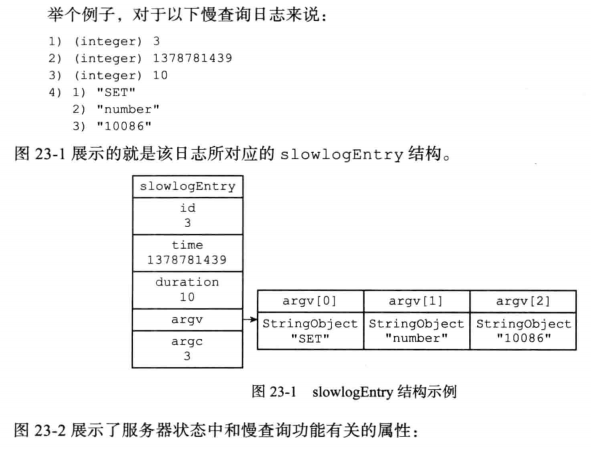 举个例子，对于以下慢查询日志来说：
1) (integer) 3
2) (integer) 1378781439
3) (integer) 10
4) 1) "SET"
2) "number"
3) "10086"
图 23-1 展示的就是该日志所对应的 slowlogEntry 结构。
slowlogEntry
id
3
time
1378781439
duration
10
argv
argc
3
argv[0] argv[1] argv[2]
StringObject StringObject StringObject
"SET" "number" "10086"
图 23-1 slowlogEntry 结构示例
图 23-2 展示了服务器状态中和慢查询功能有关的属性：